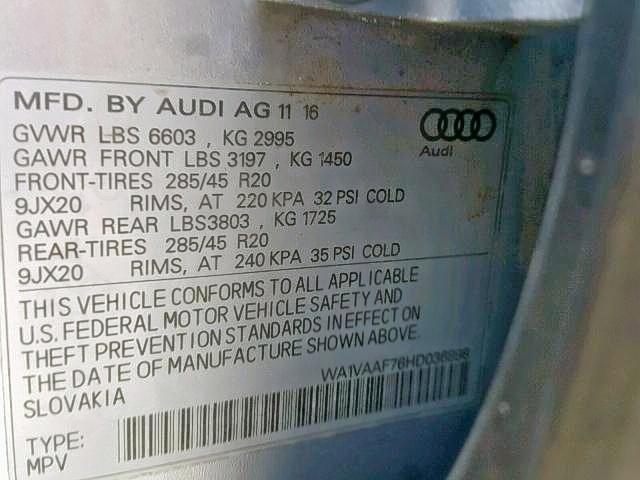 MFD. BY AUDI AG 11 16
GVWR LBS 6603 , KG 2995
GAWR FRONT LBS 3197 , KG 1450
FRONT-TIRES 285/45 R20
9JX20 RIMS, AT 220 KPA 32 PSI COLD
GAWR REAR LBS3803 , KG 1725
REAR-TIRES 285/45 R20
9JX20 RIMS, AT 240 KPA 35 PSI COLD
Audi
THIS VEHICLE CONFORMS TO ALL APPLICABLE
U.S. FEDERAL MOTOR VEHICLE SAFETY AND
THEFT PREVENTION STANDARDS IN EFFECT ON
THE DATE OF MANUFACTURE SHOWN ABOVE.
SLOVAKIA
TYPE:
MPV